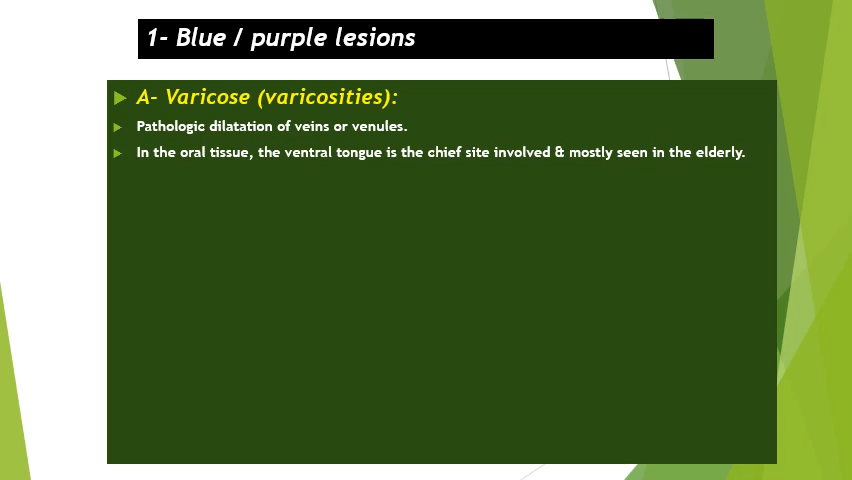 1- Blue / purple lesions
A- Varicose (varicosities):
Pathologic dilatation of veins or venules.
In the oral tissue, the ventral tongue is the chief site involved & mostly seen in the elderly.